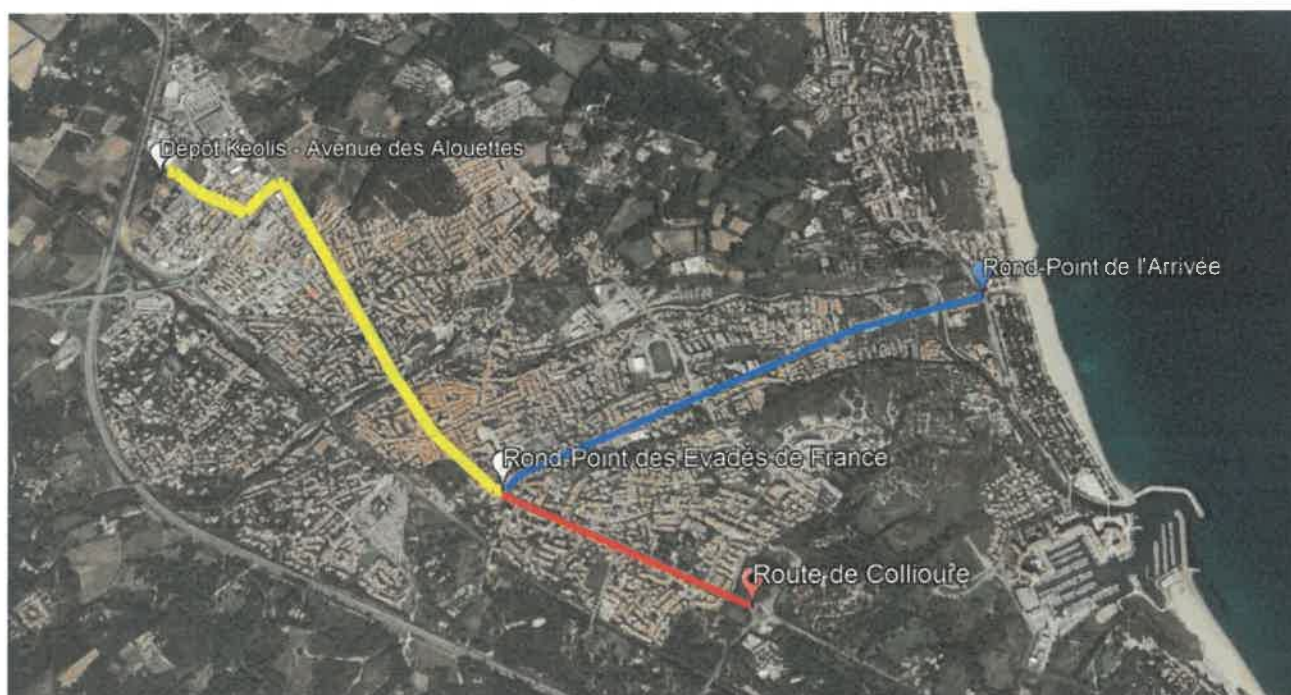 Dépôt Keolis - Avenue des Alouettes
Rond-Point de l'Arrivée
Rond-Point des Evadés de France
Route de Collioure